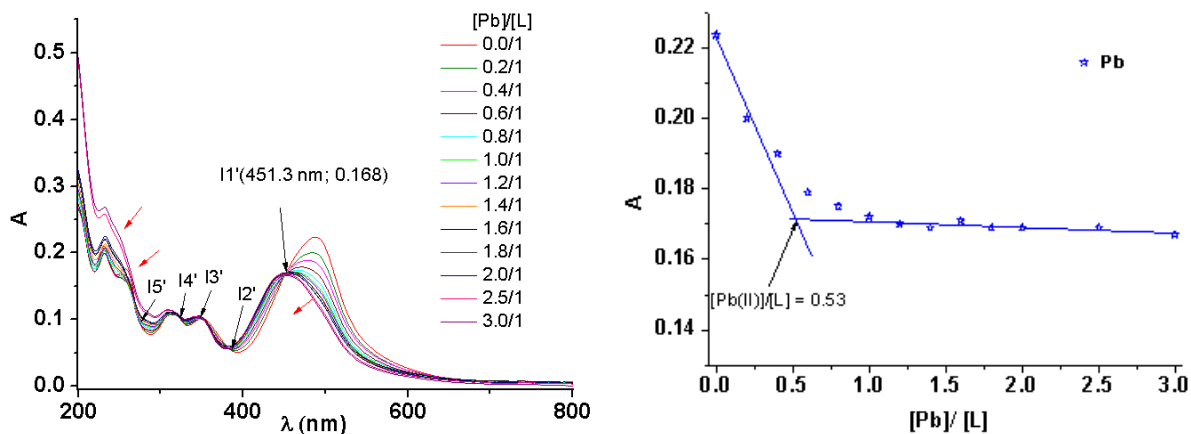 [Pb]/[L]
0.0/1
0.2/1
0.4/1
0.6/1
0.8/1
1.0/1
1.2/1
1.4/1
1.6/1
1.8/1
2.0/1
2.5/1
3.0/1
I1'(451.3 nm; 0.168)
I5'
I4'
I3'
I2'
A
0.5
0.4
0.3
0.2
0.1
0.0
200
400
600
800
λ (nm)
Pb
[Pb(II)]/[L] = 0.53
A
0.22
0.20
0.18
0.16
0.14
0.0
0.5
1.0
1.5
2.0
2.5
3.0
[Pb]/ [L]